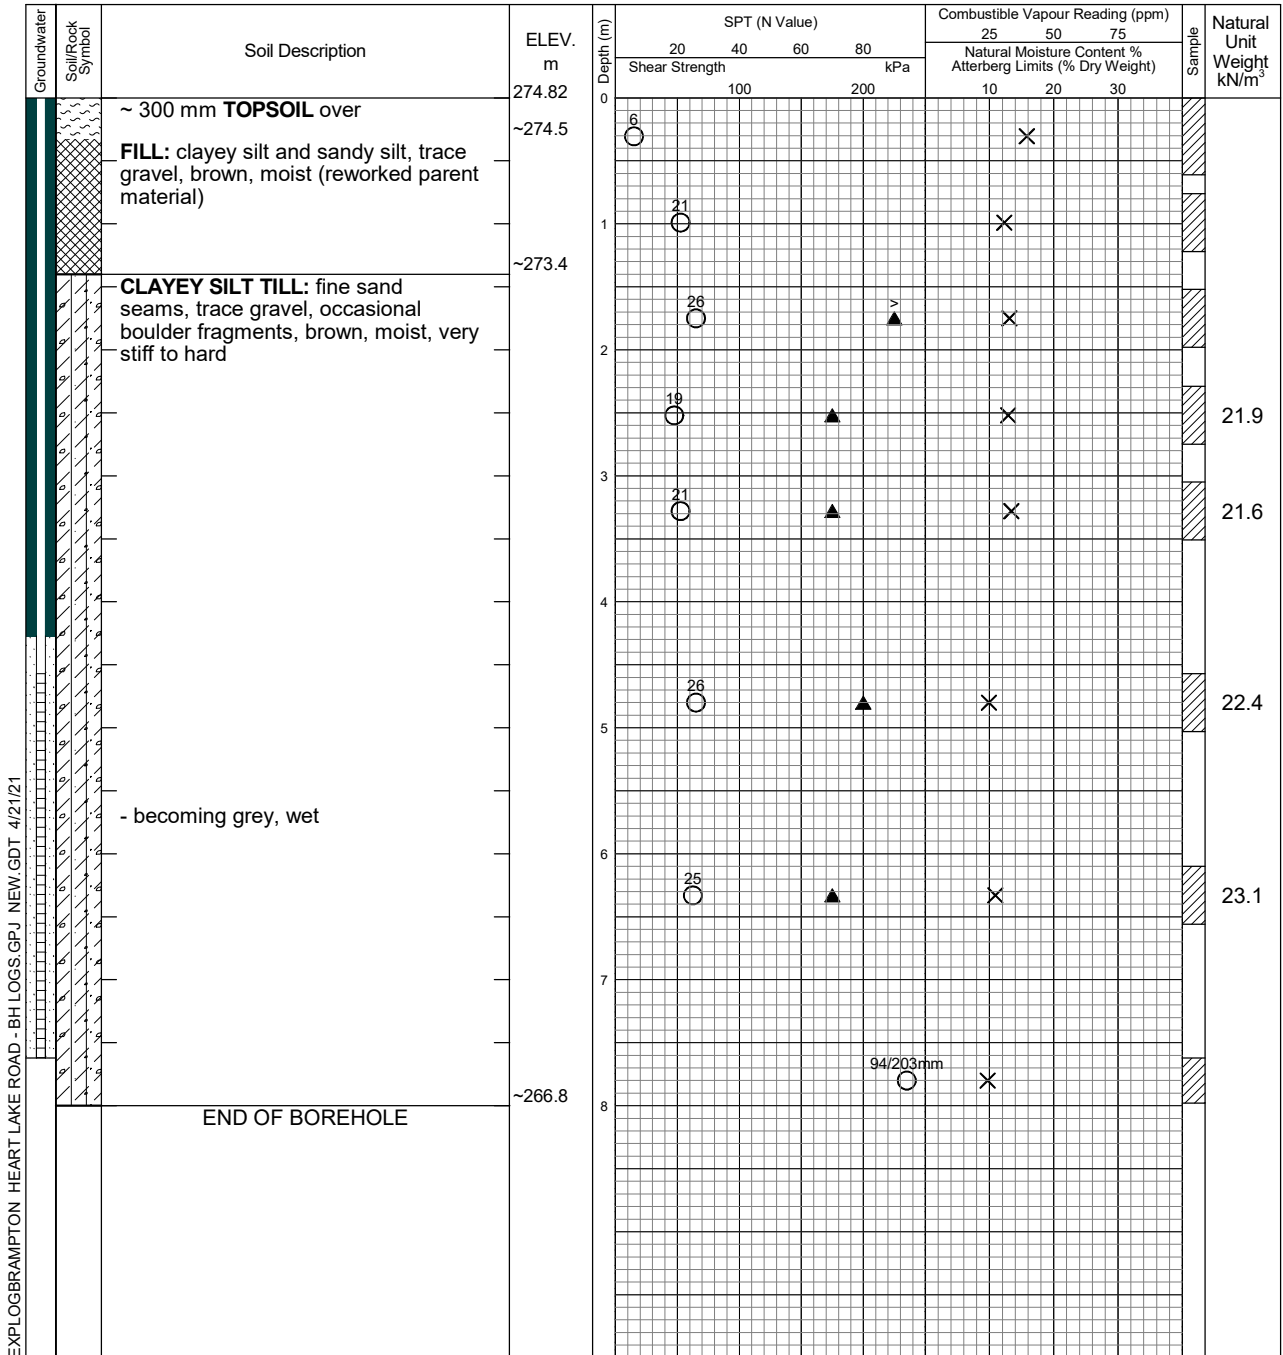 Groundwater
Soil/Rock
Symbol
Soil Description
ELEV.
m
Depth (m)
SPT (N Value)
20 40 60 80
Shear Strength kPa
100 200
Combustible Vapour Reading (ppm)
25 50 75
Natural Moisture Content %
Atterberg Limits (% Dry Weight)
10 20 30
Sample
Natural
Unit
Weight
kN/m³
274.82
0
~ 300 mm TOPSOIL over
~274.5
6
FILL: clayey silt and sandy silt, trace
gravel, brown, moist (reworked parent
material)
21
1
~273.4
CLAYEY SILT TILL: fine sand
seams, trace gravel, occasional
boulder fragments, brown, moist, very
stiff to hard
26
>
2
19
21.9
3
21
21.6
4
26
22.4
5
- becoming grey, wet
6
25
23.1
7
94/203mm
~266.8
8
END OF BOREHOLE
EXPLOGBRAMPTON HEART LAKE ROAD - BH LOGS.GPJ NEW.GDT 4/21/21